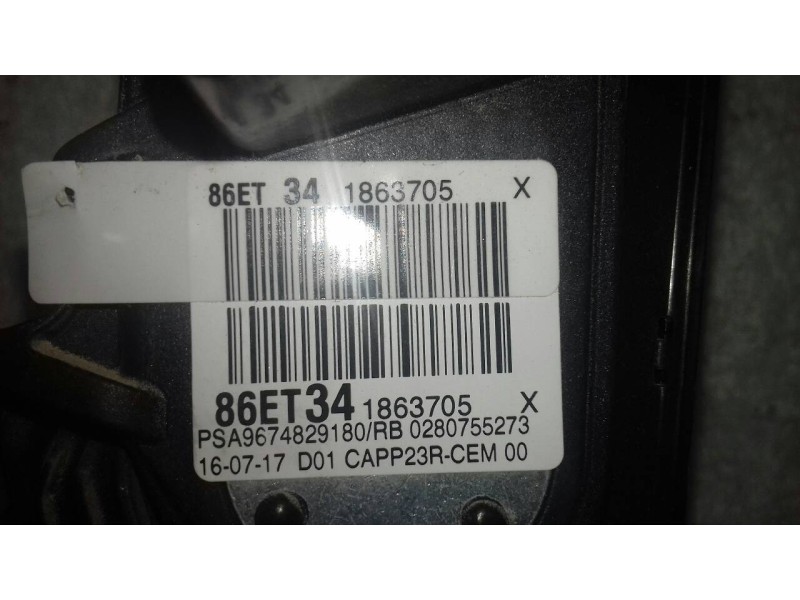 86ET 34 1863705 X
86ET34 1863705 X
PSA9674829180/RB 0280755273
16-07-17 D01 CAPP23R-CEM 00